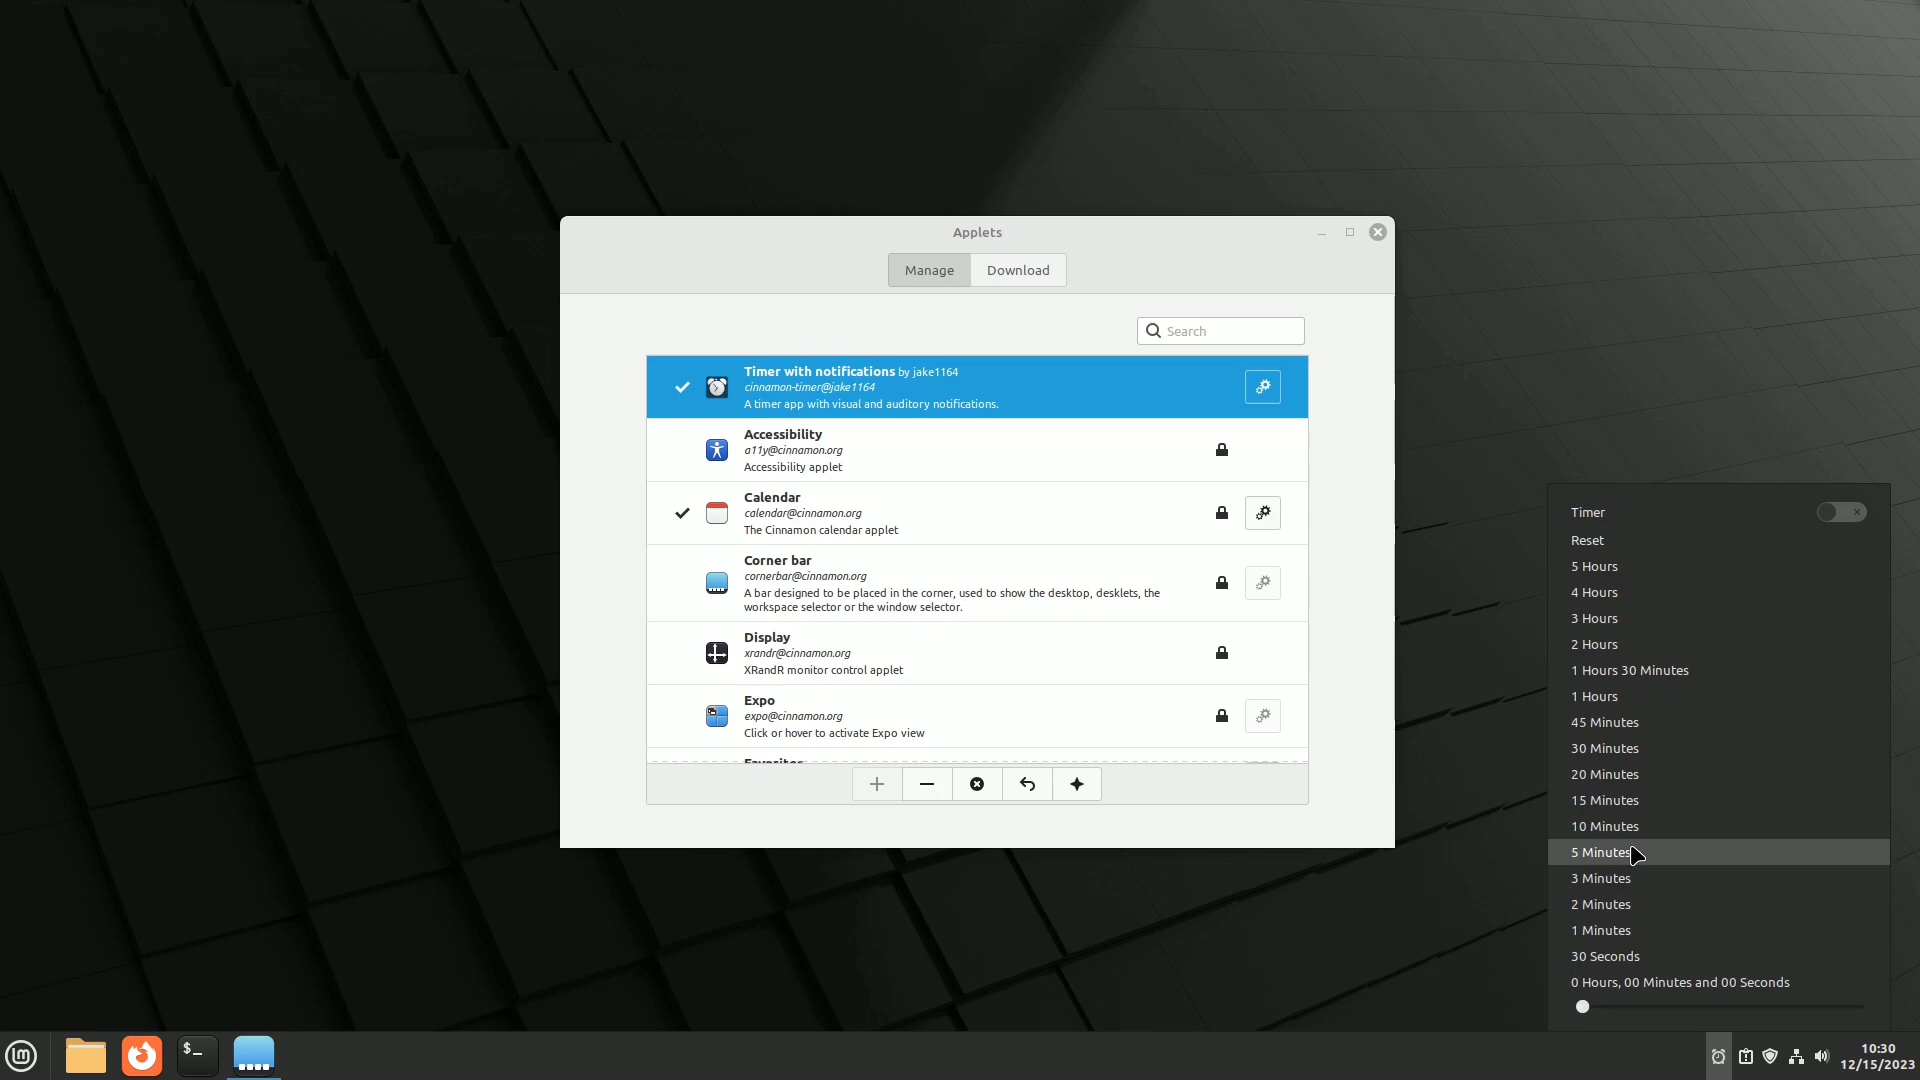 Applets
Manage
Download
Search
Timer with notifications by jake1164
cinnamon-timer@jake1164
A timer app with visual and auditory notifications.
Accessibility
a11y@cinnamon.org
Accessibility applet
Calendar
calendar@cinnamon.org
The Cinnamon calendar applet
Corner bar
cornerbar@cinnamon.org
A bar designed to be placed in the corner, used to show the desktop, desklets, the
workspace selector or the window selector.
Display
xrandr@cinnamon.org
XRandR monitor control applet
Expo
expo@cinnamon.org
Click or hover to activate Expo view
Favorites
Timer
Reset
5 Hours
4 Hours
3 Hours
2 Hours
1 Hours 30 Minutes
1 Hours
45 Minutes
30 Minutes
20 Minutes
15 Minutes
10 Minutes
5 Minutes
3 Minutes
2 Minutes
1 Minutes
30 Seconds
0 Hours, 00 Minutes and 00 Seconds
$_
10:30
12/15/2023